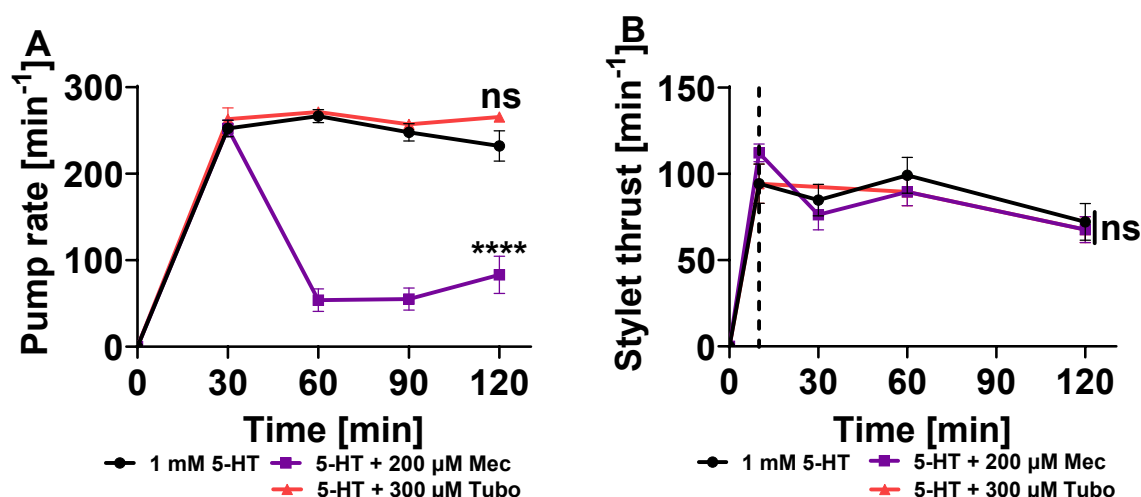 A
Pump rate [min-1]
300
200
100
0
ns
****
0 30 60 90 120
Time [min]
1 mM 5-HT 5-HT + 200 µM Mec
5-HT + 300 µM Tubo
B
Stylet thrust [min-1]
150
100
50
0
ns
0 30 60 90 120
Time [min]
1 mM 5-HT 5-HT + 200 µM Mec
5-HT + 300 µM Tubo